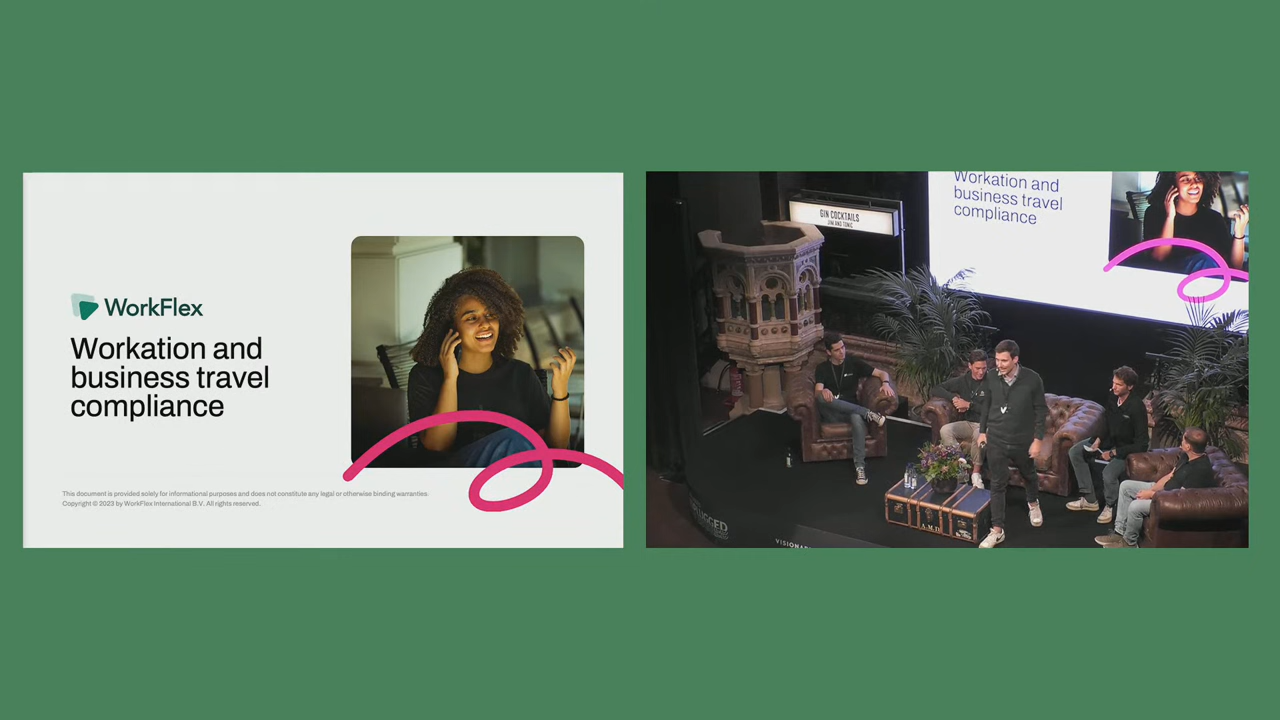 WorkFlex
Workation and
business travel
compliance
This document is provided solely for informational purposes and does not constitute any legal or otherwise binding warranties.
Copyright © 2023 by WorkFlex International B.V. All rights reserved.
GIN COCKTAILS
Workation and
business travel
compliance
A.M.D